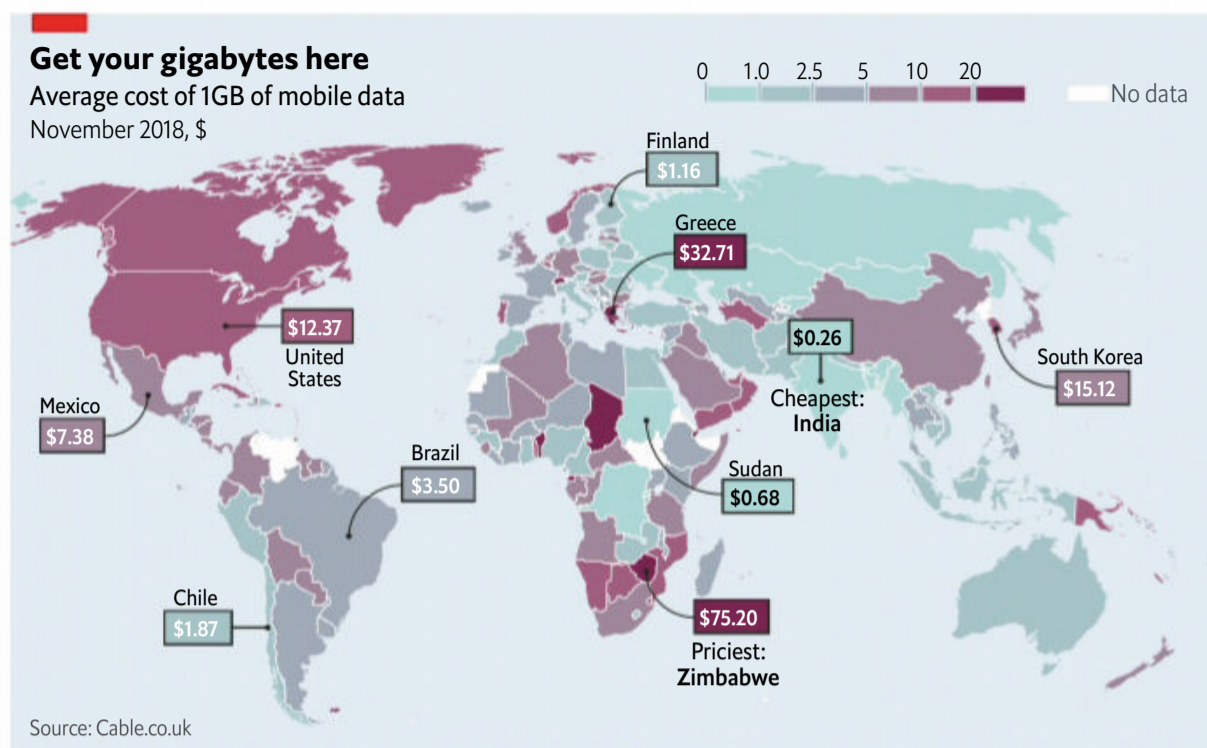 Get your gigabytes here
Average cost of 1GB of mobile data
November 2018, $
0 1.0 2.5 5 10 20
No data
Finland
$1.16
Greece
$32.71
$12.37
United
States
$0.26
Cheapest:
India
South Korea
$15.12
Mexico
$7.38
Brazil
$3.50
Sudan
$0.68
Chile
$1.87
$75.20
Priciest:
Zimbabwe
Source: Cable.co.uk